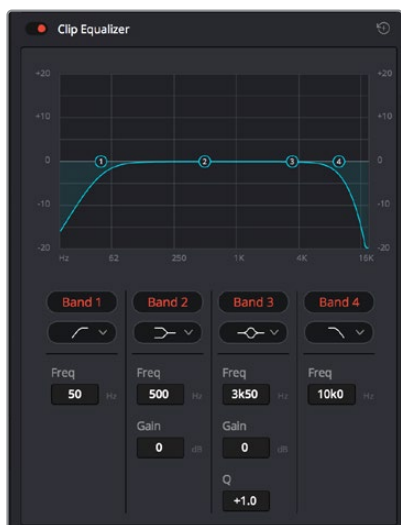 Clip Equalizer
+20 +20
+10 +10
0 0
-10 -10
-20 -20
Hz 62 250 1K 4K 16K
1 2 3 4
Band 1 Band 2 Band 3 Band 4
Freq Freq Freq Freq
50 Hz 500 Hz 3k50 Hz 10k0 Hz
Gain Gain
0 dB 0 dB
Q
+1.0